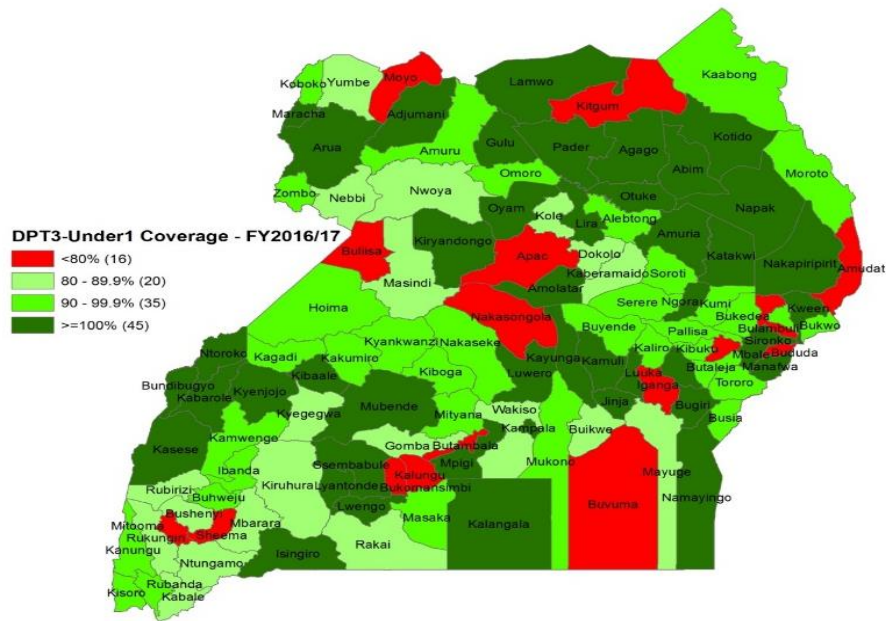 Kaabong
Koboko
Yumbe
Moyo
Lamwo
Kitgum
Maracha
Adjumani
Kotido
Arua
Amuru
Gulu
Pader
Agago
Abim
Moroto
Omoro
Zombo
Nebbi
Nwoya
Otuke
Napak
Oyam
Kole
Lira
Alebtong
DPT3-Under1 Coverage - FY2016/17
<80% (16)
80 - 89.9% (20)
90 - 99.9% (35)
>=100% (45)
Kiryandongo
Amuria
Buliisa
Apac
Dokolo
Katakwi
Nakapiripirit
Amudat
Masindi
Kaberamaido
Soroti
Amolatar
Hoima
Nakasongola
Serere
Ngora
Kumi
Bukedea
Kween
Bulambuli
Bukwo
Buyende
Pallisa
Sironko
Ntoroko
Kagadi
Kakumiro
Kyankwanzi
Nakaseke
Kaliro
Kibuku
Mbale
Bududa
Kayunga
Kamuli
Butaleja
Manafwa
Bundibugyo
Kabarole
Kyenjojo
Kibaale
Kiboga
Luwero
Luuka
Iganga
Tororo
Mubende
Jinja
Bugiri
Kyegegwa
Mityana
Wakiso
Busia
Kasese
Kamwenge
Gomba
Butambala
Kampala
Buikwe
Ibanda
Mpigi
Mukono
Mayuge
Rubirizi
Kiruhura
Kalungu
Buhweju
Lyantonde
Bukomansimbi
Namayingo
Bushenyi
Lwengo
Masaka
Kalangala
Buvuma
Mitooma
Mbarara
Rukungiri
Sheema
Kanungu
Isingiro
Rakai
Ntungamo
Rubanda
Kisoro
Kabale